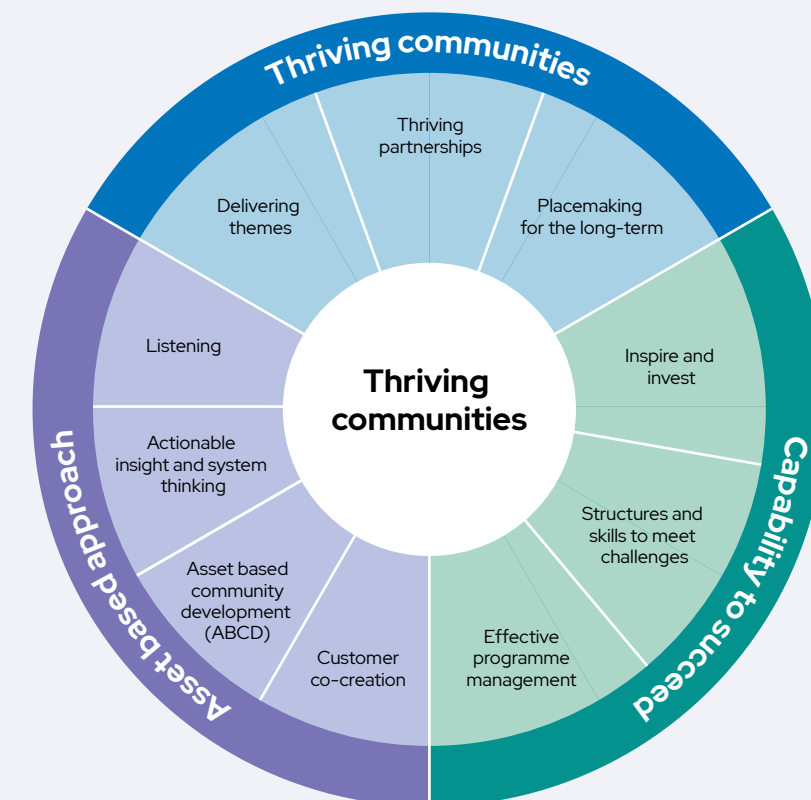 Thriving communities
Thriving
partnerships
Delivering
themes
Placemaking
for the long-term
Listening
Inspire and
invest
Thriving
communities
Actionable
insight and system
thinking
Structures and
skills to meet
challenges
Asset based
community
development
(ABCD)
Effective
programme
management
Customer
co-creation
Asset based approach
Capability to succeed